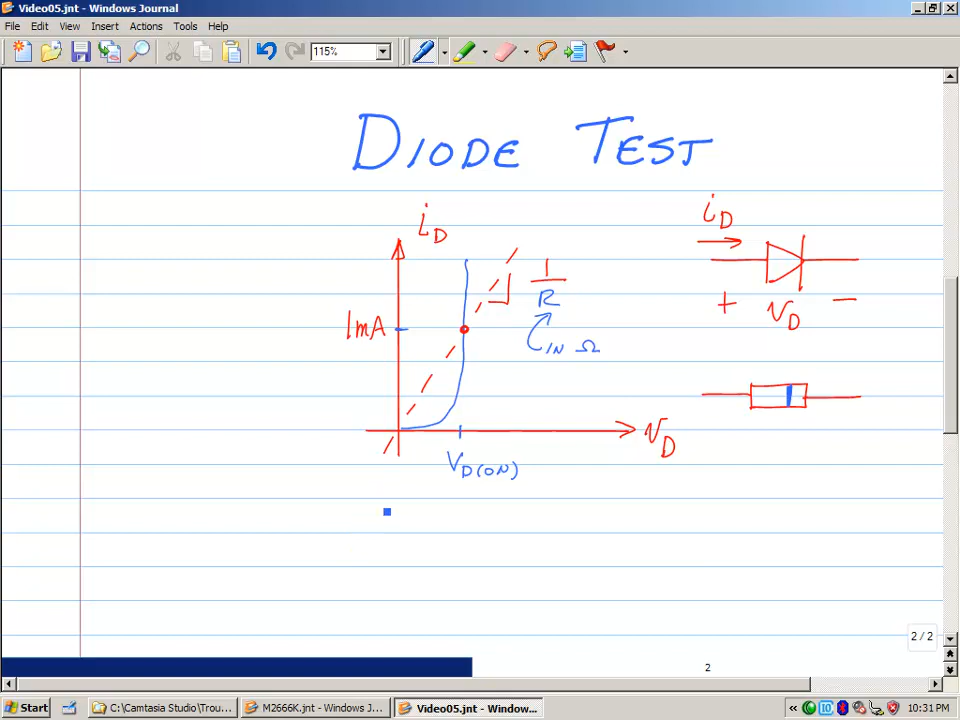 Video05.jnt - Windows Journal
File Edit View Insert Actions Tools Help
115%
DIODE TEST
iD
iD
1
R
IN Ω
1mA
+ VD −
VD
VD(ON)
2 / 2
2
Start C:\Camtasia Studio\Trou... M2666K.jnt - Windows J... Video05.jnt - Window... « 10:31 PM